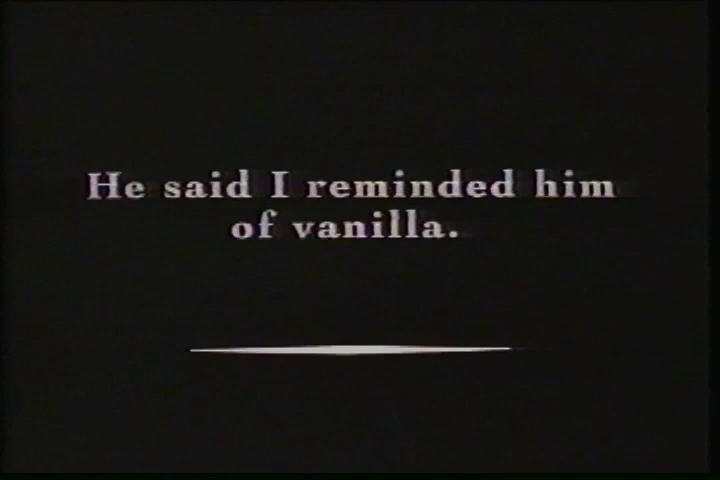 He said I reminded him
of vanilla.